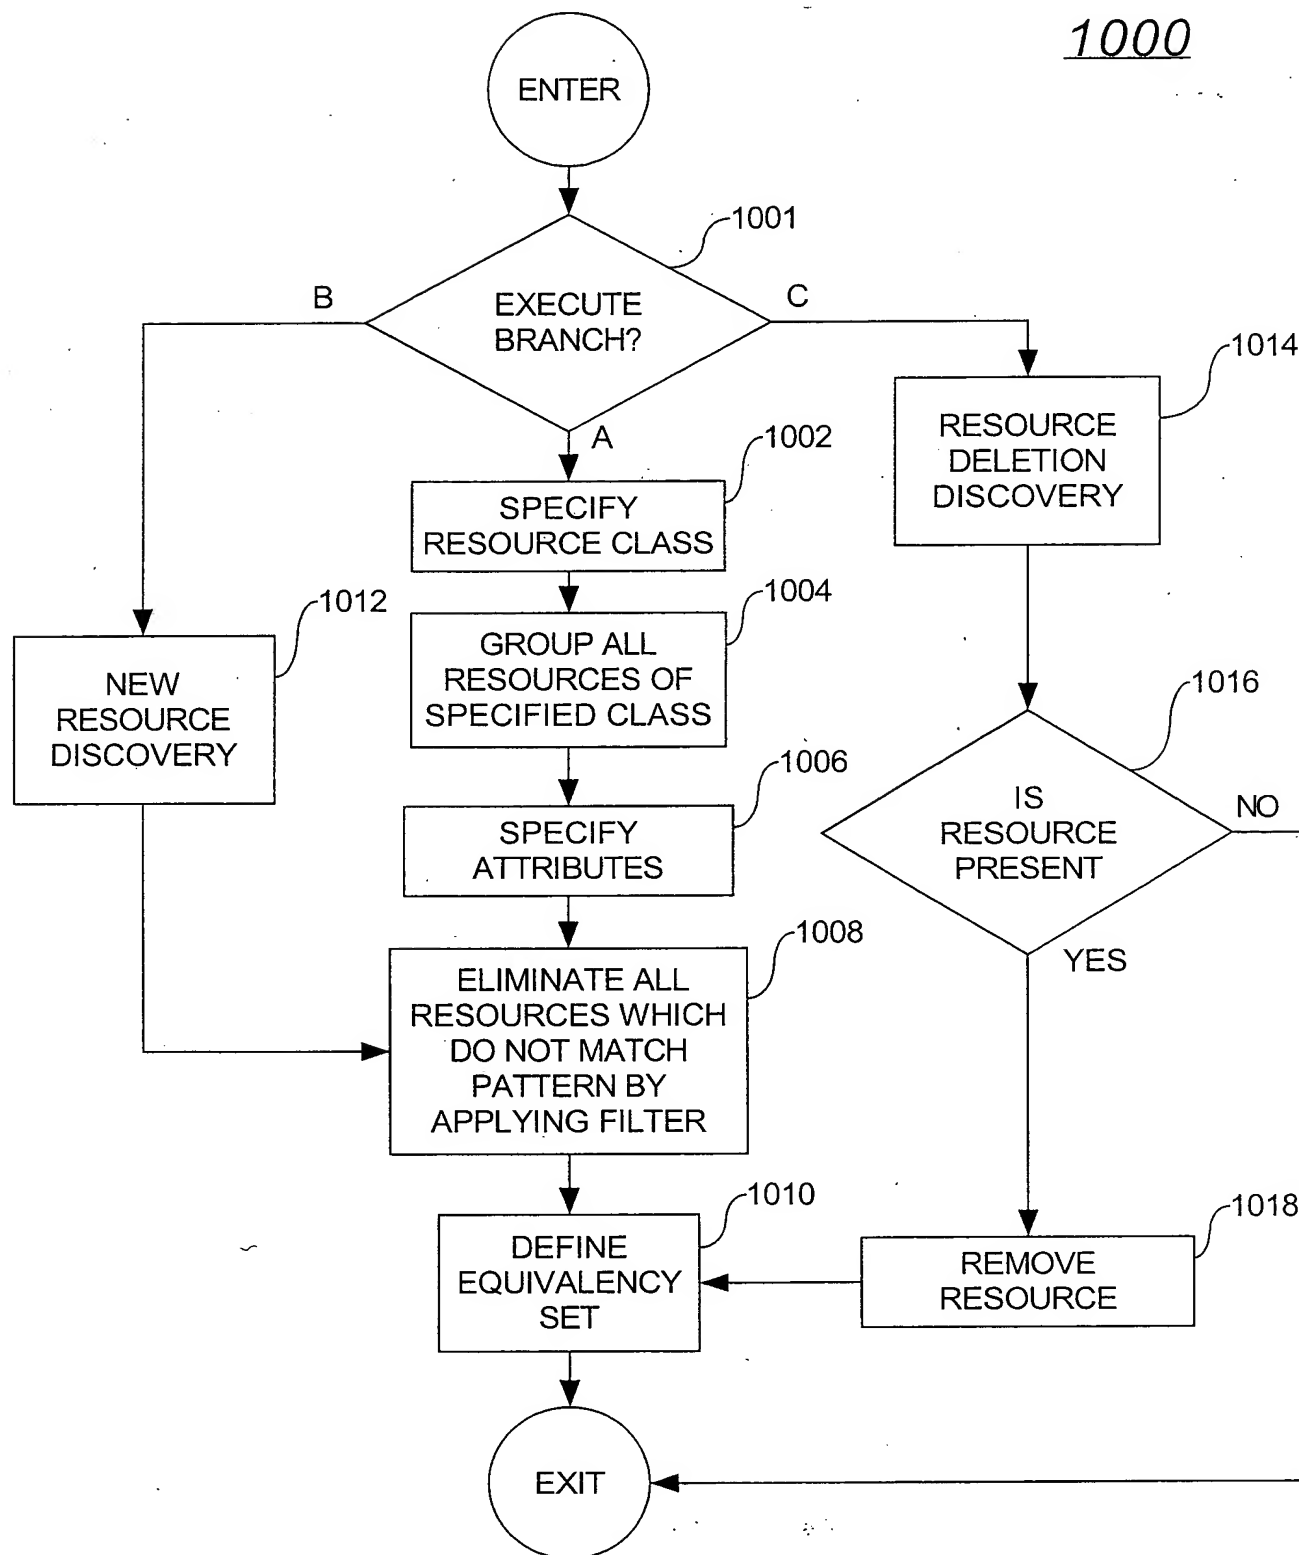 1000
ENTER
1001
EXECUTE
BRANCH?
B
C
A
1002
SPECIFY
RESOURCE CLASS
1004
GROUP ALL
RESOURCES OF
SPECIFIED CLASS
1006
SPECIFY
ATTRIBUTES
1012
NEW
RESOURCE
DISCOVERY
1008
ELIMINATE ALL
RESOURCES WHICH
DO NOT MATCH
PATTERN BY
APPLYING FILTER
1010
DEFINE
EQUIVALENCY
SET
1014
RESOURCE
DELETION
DISCOVERY
1016
IS
RESOURCE
PRESENT
NO
YES
1018
REMOVE
RESOURCE
EXIT